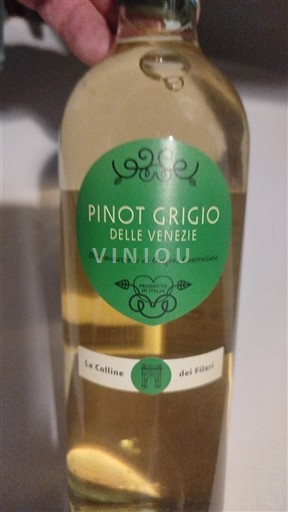 PINOT GRIGIO
DELLE VENEZIE
VINIOU
PRODOTTO
IN ITALIA
Le Colline dei Filari